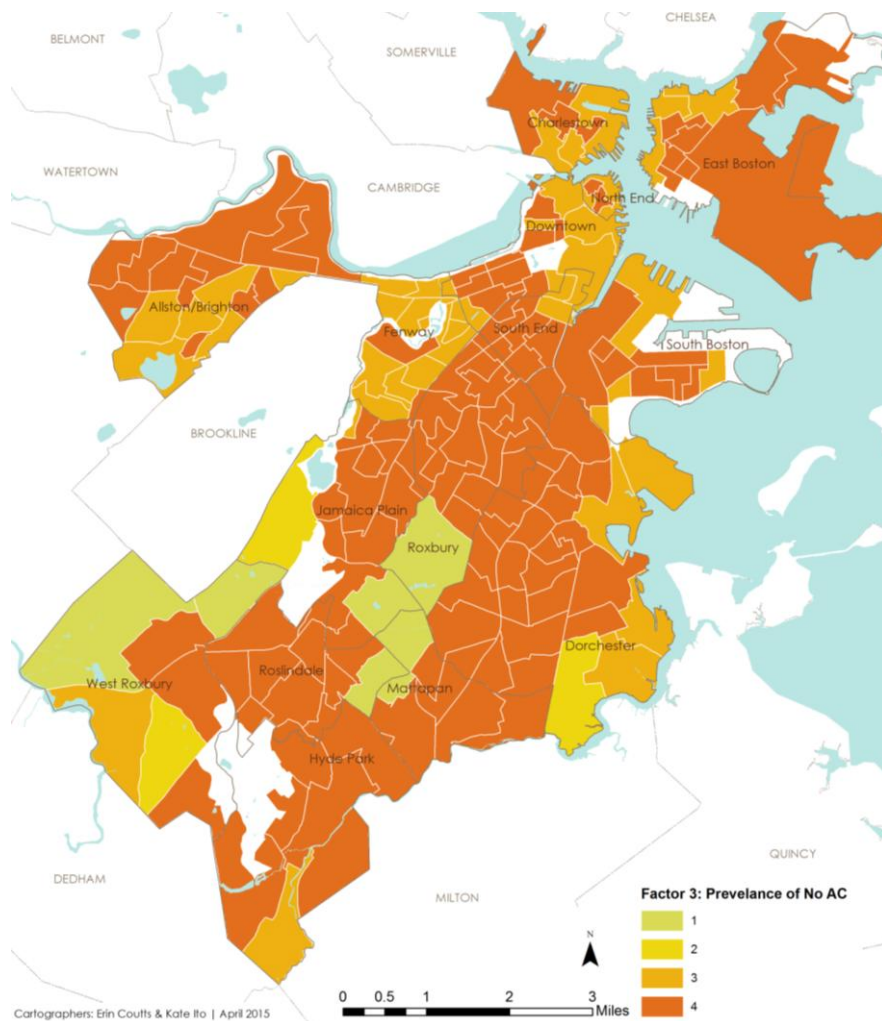 CHELSEA
BELMONT
SOMERVILLE
Charlestown
WATERTOWN
East Boston
CAMBRIDGE
North End
Downtown
Allston/Brighton
Fenway
South End
South Boston
BROOKLINE
Jamaica Plain
Roxbury
Dorchester
Roslindale
West Roxbury
Mattapan
Hyde Park
QUINCY
DEDHAM
MILTON
Factor 3: Prevelance of No AC
1
2
3
4
N
0 0.5 1 2 3
Miles
Cartographers: Erin Coutts & Kate Ito | April 2015